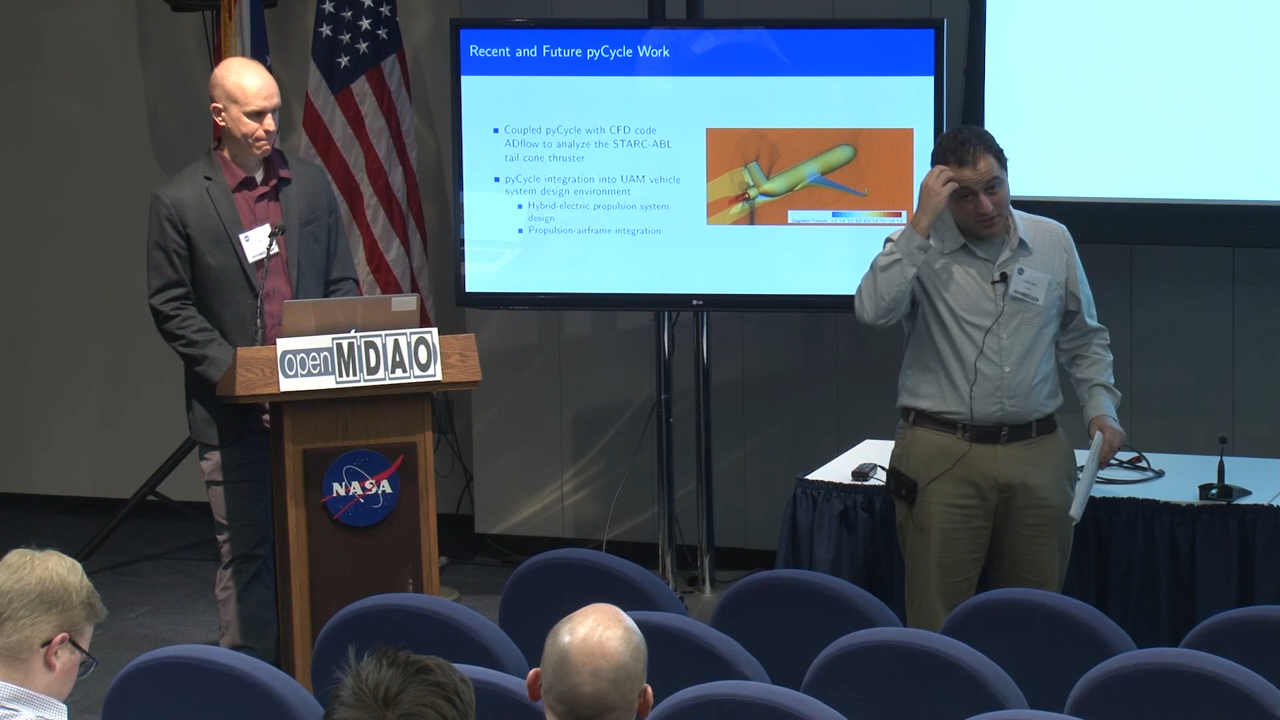 Recent and Future pyCycle Work
Coupled pyCycle with CFD code
ADflow to analyze the STARC-ABL
tail cone thruster
pyCycle integration into UAM vehicle
system design environment
Hybrid-electric propulsion system
design
Propulsion-airframe integration
LG
openMDAO
NASA